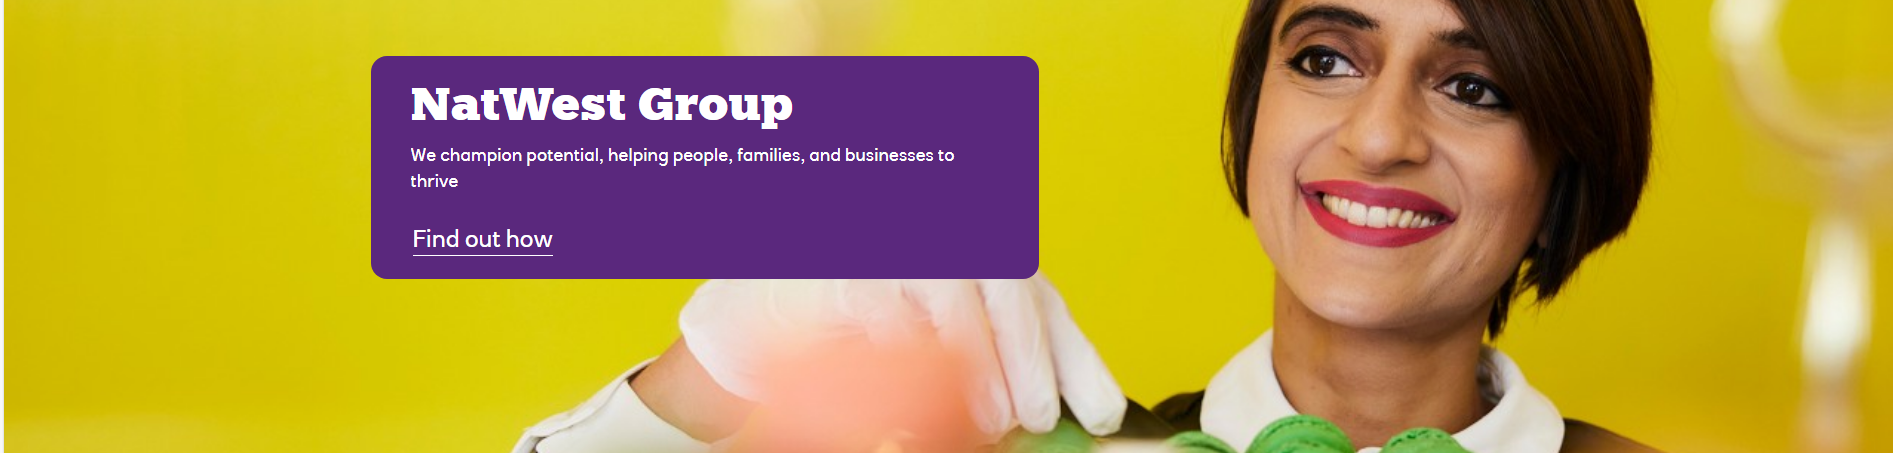 NatWest Group
We champion potential, helping people, families, and businesses to
thrive
Find out how